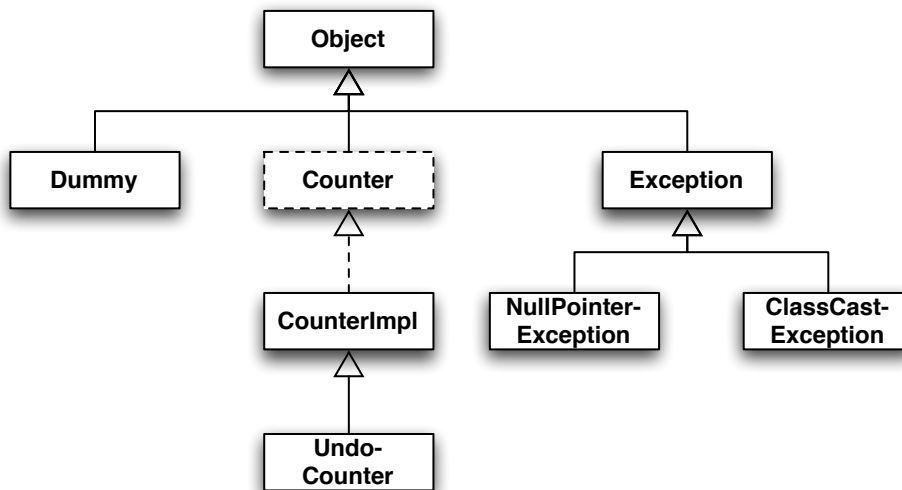 Object
Dummy
Counter
Exception
CounterImpl
NullPointer-
Exception
ClassCast-
Exception
Undo-
Counter